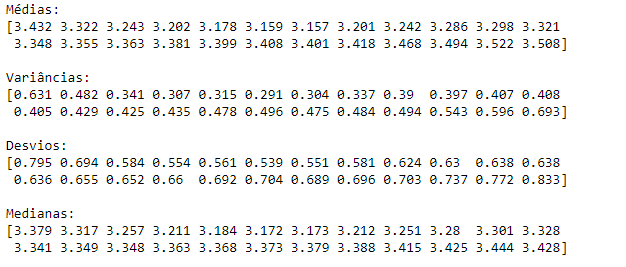 Médias:
[3.432 3.322 3.243 3.202 3.178 3.159 3.157 3.201 3.242 3.286 3.298 3.321
3.348 3.355 3.363 3.381 3.399 3.408 3.401 3.418 3.468 3.494 3.522 3.508]
Variâncias:
[0.631 0.482 0.341 0.307 0.315 0.291 0.304 0.337 0.39  0.397 0.407 0.408
0.405 0.429 0.425 0.435 0.478 0.496 0.475 0.484 0.494 0.543 0.596 0.693]
Desvios:
[0.795 0.694 0.584 0.554 0.561 0.539 0.551 0.581 0.624 0.63  0.638 0.638
0.636 0.655 0.652 0.66  0.692 0.704 0.689 0.696 0.703 0.737 0.772 0.833]
Medianas:
[3.379 3.317 3.257 3.211 3.184 3.172 3.173 3.212 3.251 3.28  3.301 3.328
3.341 3.349 3.348 3.363 3.368 3.373 3.379 3.388 3.415 3.425 3.444 3.428]